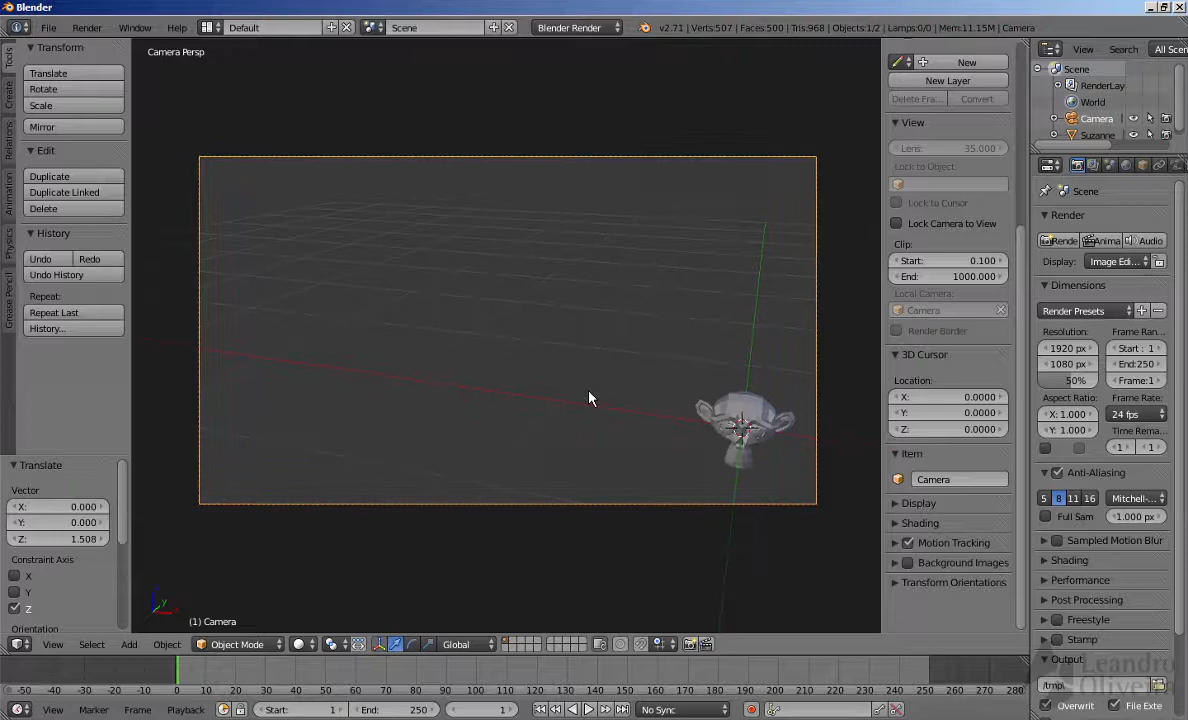 Blender
File Render Window Help Default Scene Blender Render v2.71 | Verts:507 | Faces:500 | Tris:968 | Objects:1/2 | Lamps:0/0 | Mem:11.15M | Camera
Tools
Create
Relations
Animation
Physics
Grease Pencil
Transform
Translate
Rotate
Scale
Mirror
Edit
Duplicate
Duplicate Linked
Delete
History
Undo Redo
Undo History
Repeat:
Repeat Last
History...
Translate
Vector
X: 0.000
Y: 0.000
Z: 1.508
Constraint Axis
X
Y
Z
Orientation
Camera Persp
(1) Camera
New
New Layer
Delete Fra... Convert
View
Lens: 35.000
Lock to Object:
Lock to Cursor
Lock Camera to View
Clip:
Start: 0.100
End: 1000.000
Local Camera:
Camera
Render Border
3D Cursor
Location:
X: 0.0000
Y: 0.0000
Z: 0.0000
Item
Camera
Display
Shading
Motion Tracking
Background Images
Transform Orientations
View Search All Scen
Scene
RenderLay
World
Camera
Suzanne
Scene
Render
Rende Anima Audio
Display: Image Edi...
Dimensions
Render Presets
Resolution: Frame Ran...
1920 px Start: 1
1080 px End:250
50% Frame:1
Aspect Ratio: Frame Rate:
X: 1.000 24 fps
Y: 1.000 Time Rema...
1 1
Anti-Aliasing
5 8 11 16 Mitchell-...
Full Sam 1.000 px
Sampled Motion Blur
Shading
Performance
Post Processing
Freestyle
Stamp
Output
/tmp\
Overwrit File Exte
Leandro
Oliveira
View Select Add Object Object Mode Global
-50 -40 -30 -20 -10 0 10 20 30 40 50 60 70 80 90 100 110 120 130 140 150 160 170 180 190 200 210 220 230 240 250 260 270 280
View Marker Frame Playback Start: 1 End: 250 1 No Sync